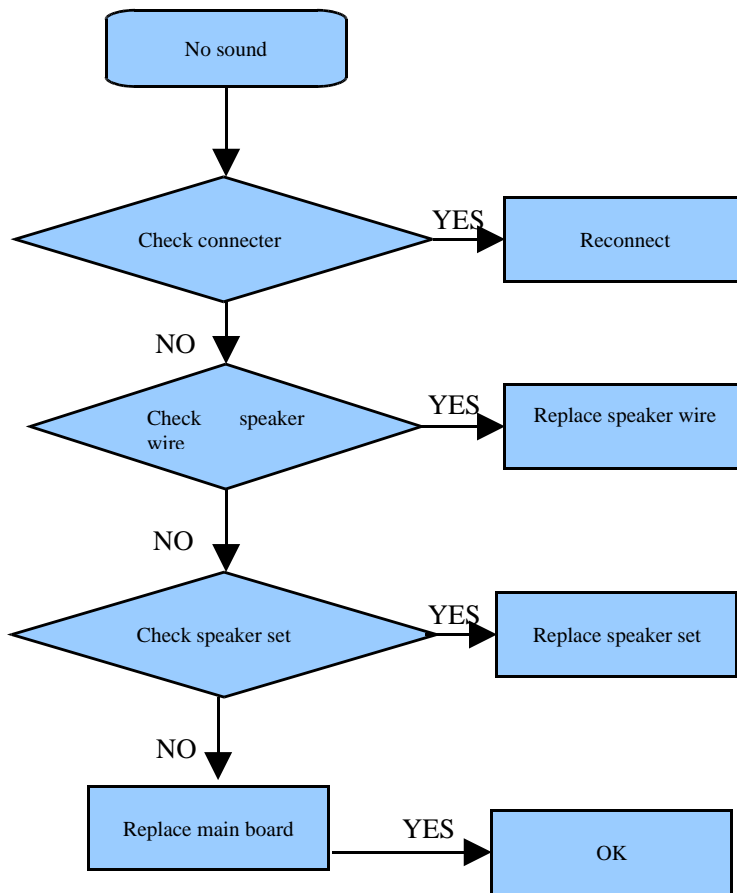 No sound
Check connecter
YES
Reconnect
NO
Check speaker
wire
YES
Replace speaker wire
NO
Check speaker set
YES
Replace speaker set
NO
Replace main board
YES
OK